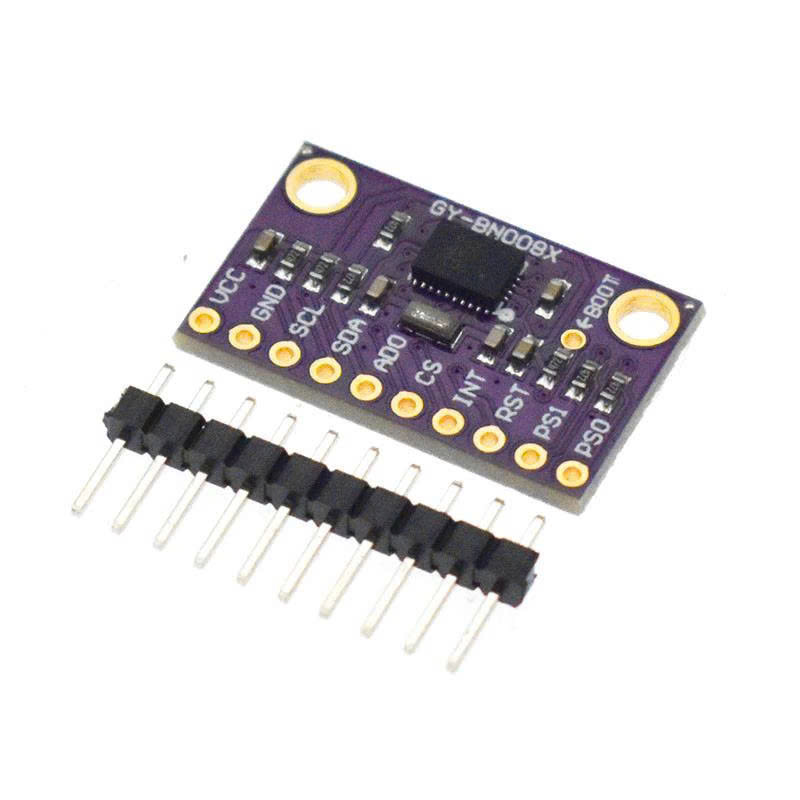 GY-BNO08X
VCC
GND
SCL
SDA
ADO
CS
INT
RST
PS1
PS0
←BOOT